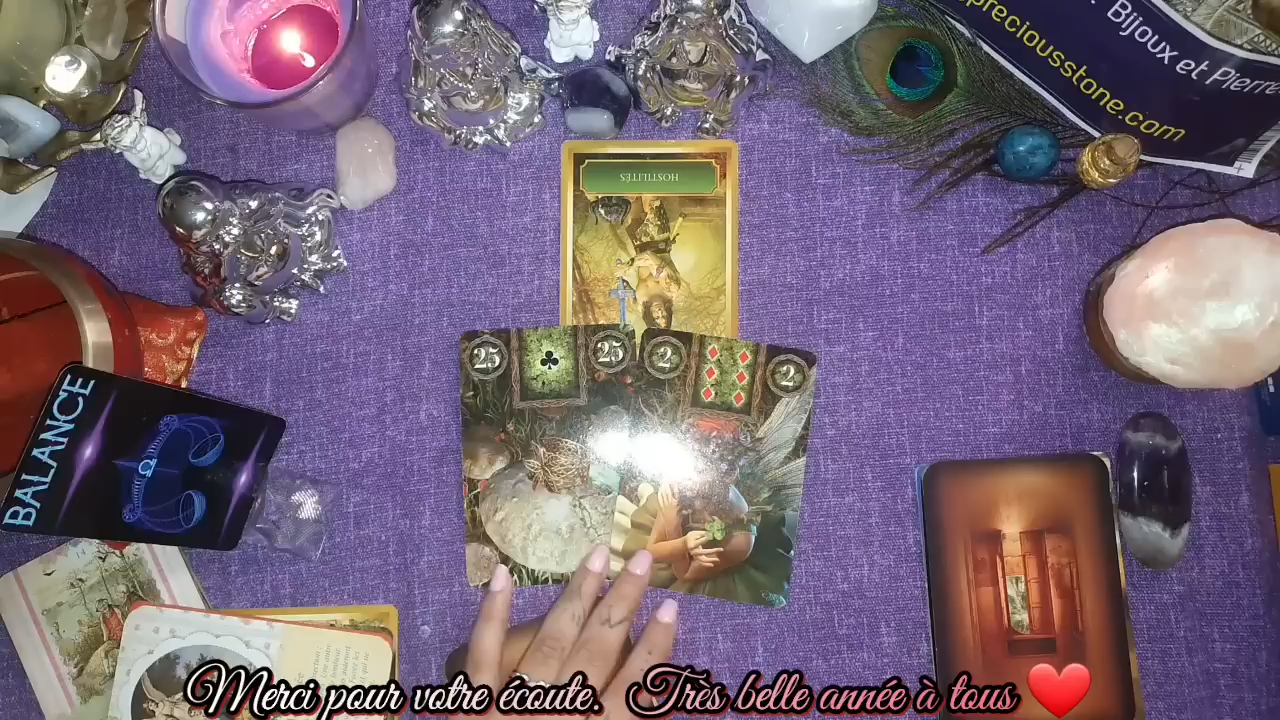 : Bijoux et Pierre
preciousstone.com
HOSTILITÉS
25 25 2 2
BALANCE
Merci pour votre écoute. Très belle année à tous ❤️